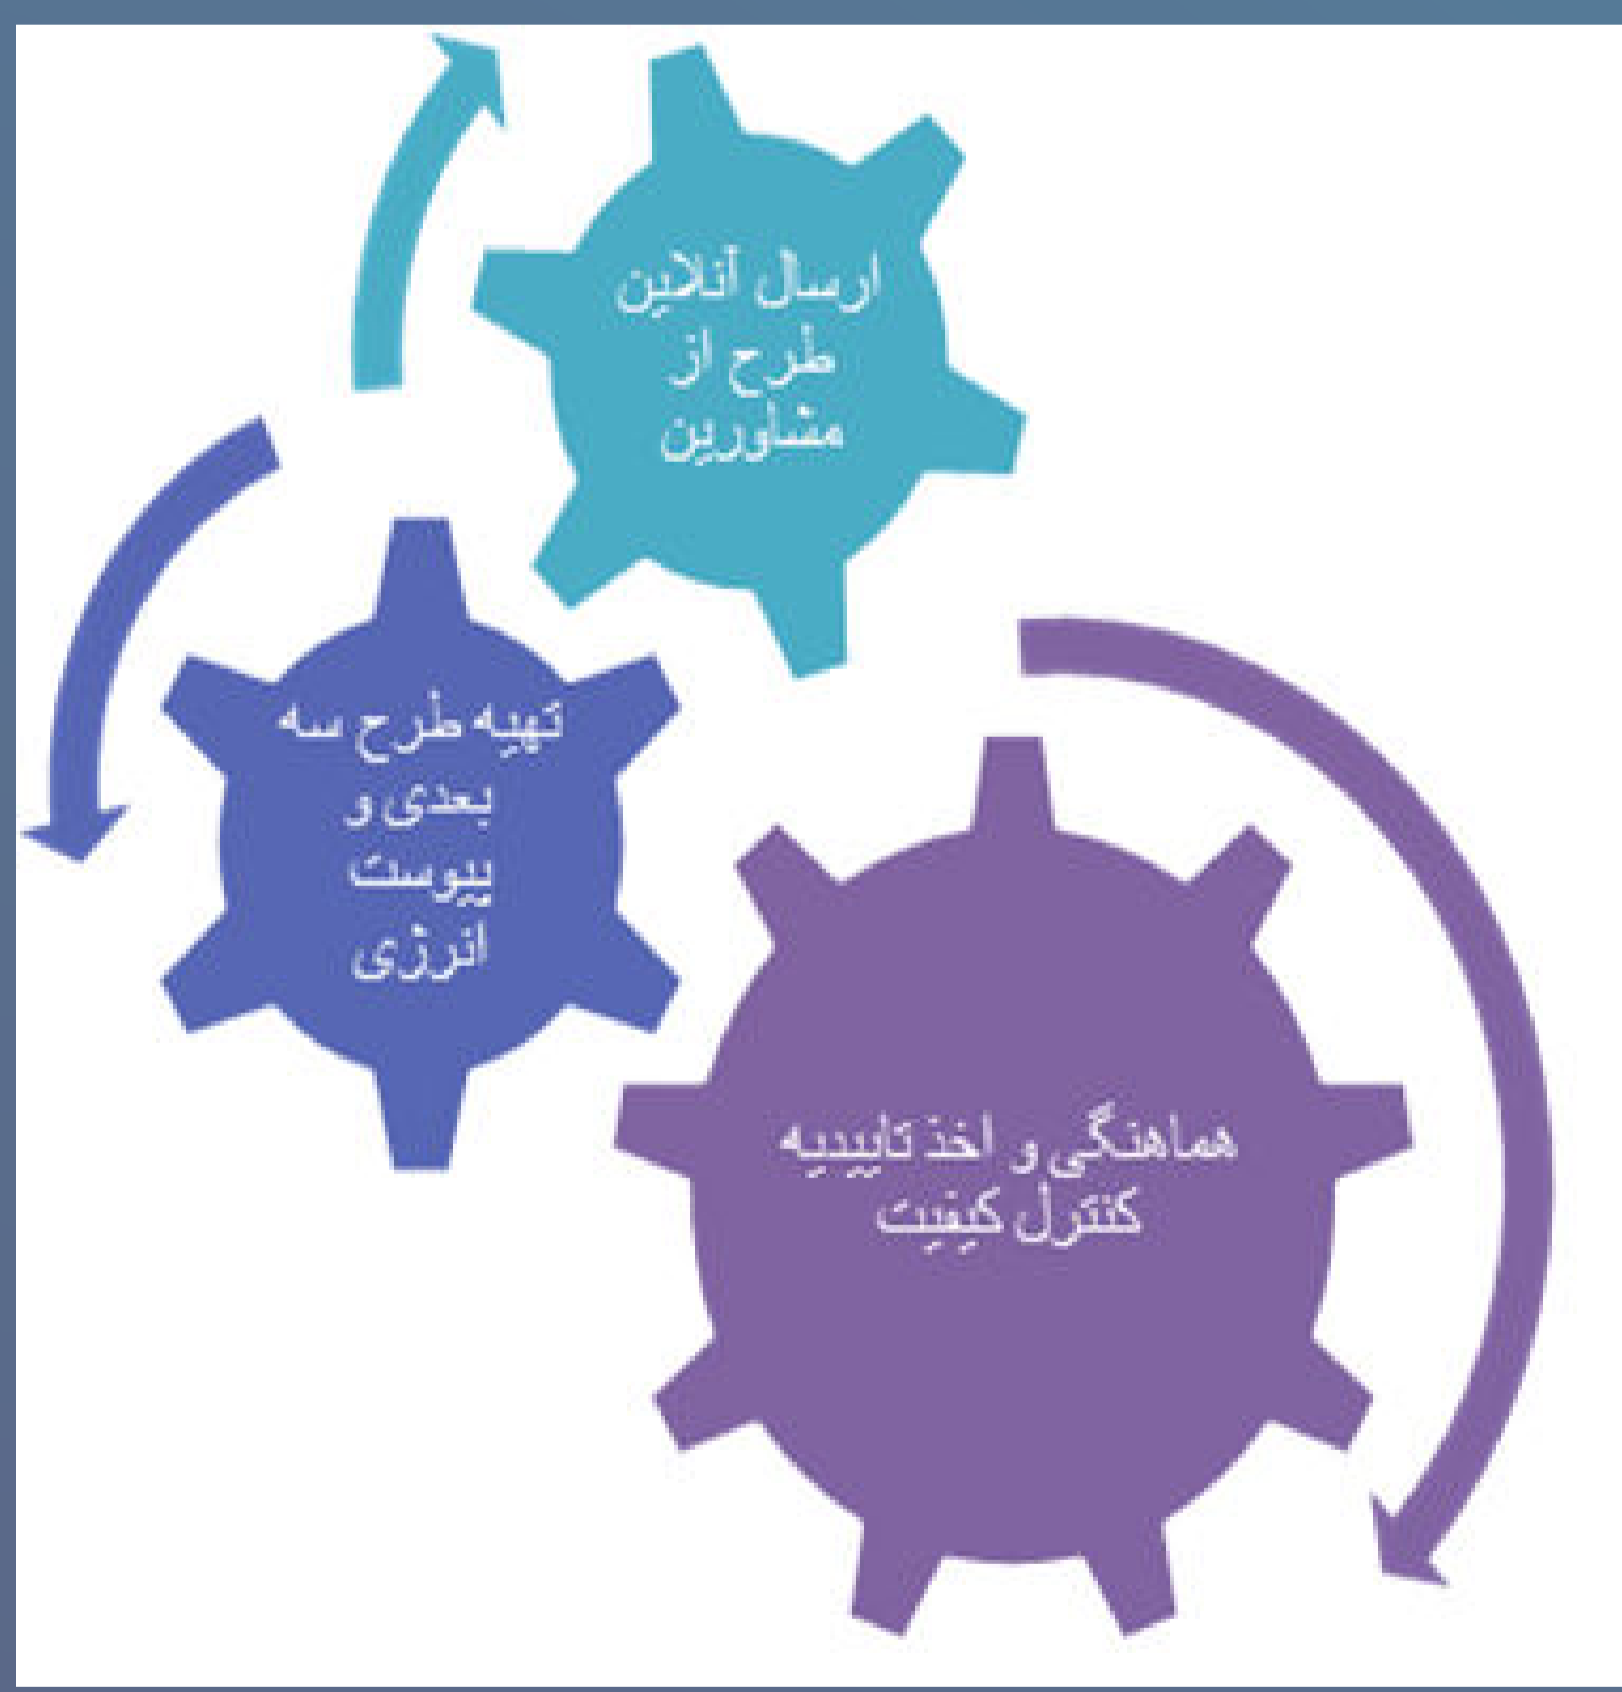 ارسال آنلاین
طرح از
مشاورین
تهیه طرح سه
بعدی و
پیوست
انرژی
هماهنگی و اخذ تاییدیه
کنترل کیفیت